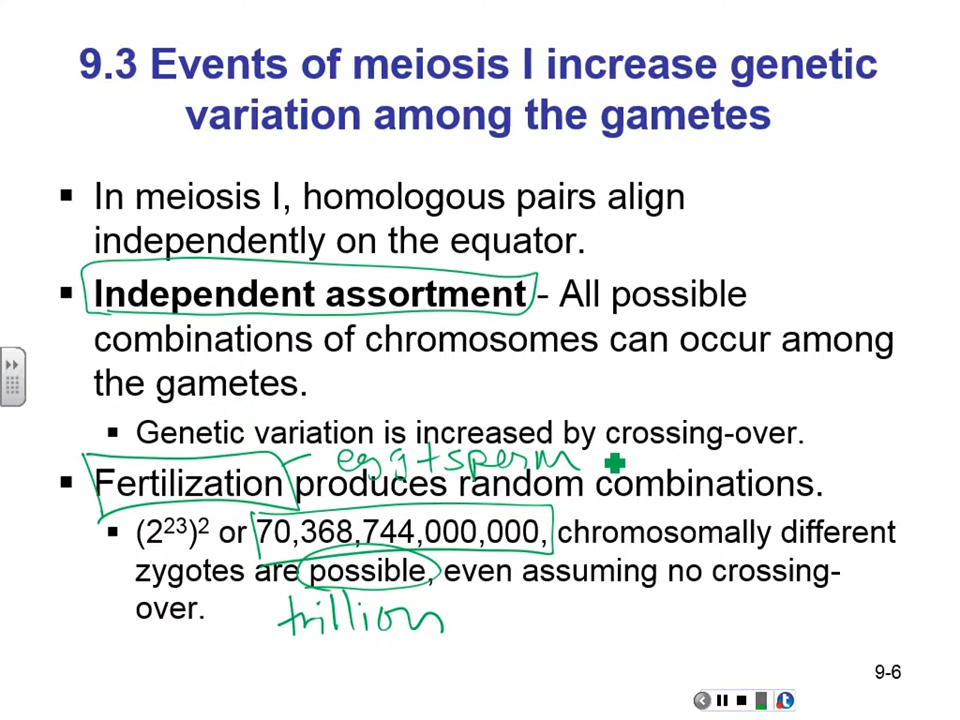 9.3 Events of meiosis I increase genetic
variation among the gametes
▪ In meiosis I, homologous pairs align
independently on the equator.
▪ Independent assortment - All possible
combinations of chromosomes can occur among
the gametes.
▪ Genetic variation is increased by crossing-over.
egg + sperm
▪ Fertilization produces random combinations.
▪ (2²³)² or 70,368,744,000,000, chromosomally different
zygotes are possible, even assuming no crossing-
over.
trillion
9-6